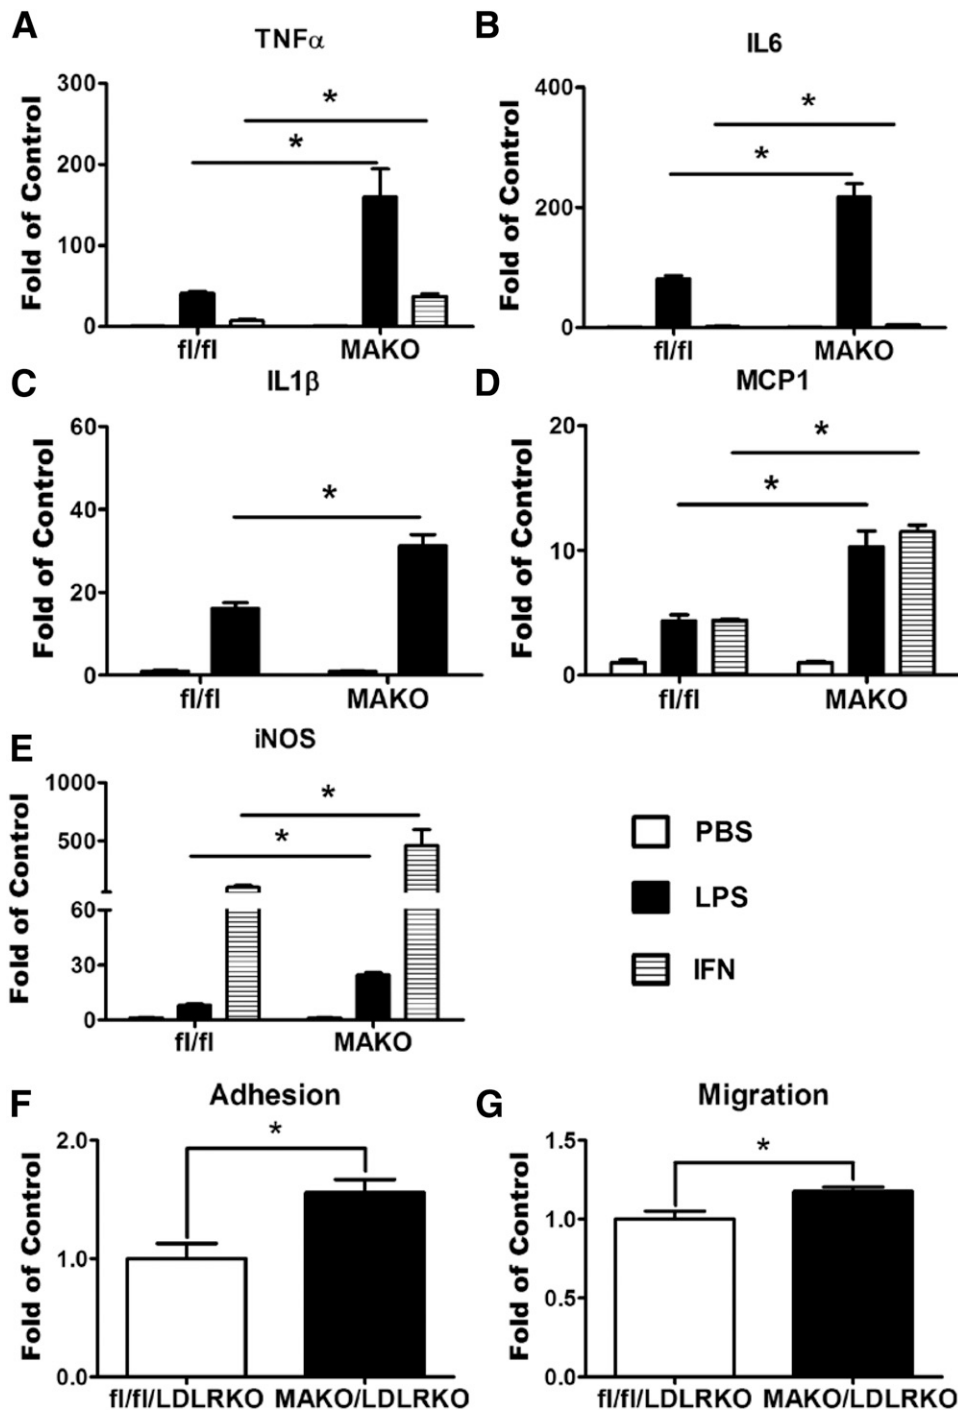 A
TNFα
Fold of Control
300
200
100
0
*
*
fl/fl
MAKO
B
IL6
Fold of Control
400
200
0
*
*
fl/fl
MAKO
C
IL1β
Fold of Control
60
40
20
0
*
fl/fl
MAKO
D
MCP1
Fold of Control
20
10
0
*
*
fl/fl
MAKO
E
iNOS
Fold of Control
1000
500
60
30
0
*
*
fl/fl
MAKO
PBS
LPS
IFN
F
Adhesion
Fold of Control
2.0
1.0
0.0
*
fl/fl/LDLRKO
MAKO/LDLRKO
G
Migration
Fold of Control
1.5
1.0
0.5
0.0
*
fl/fl/LDLRKO
MAKO/LDLRKO